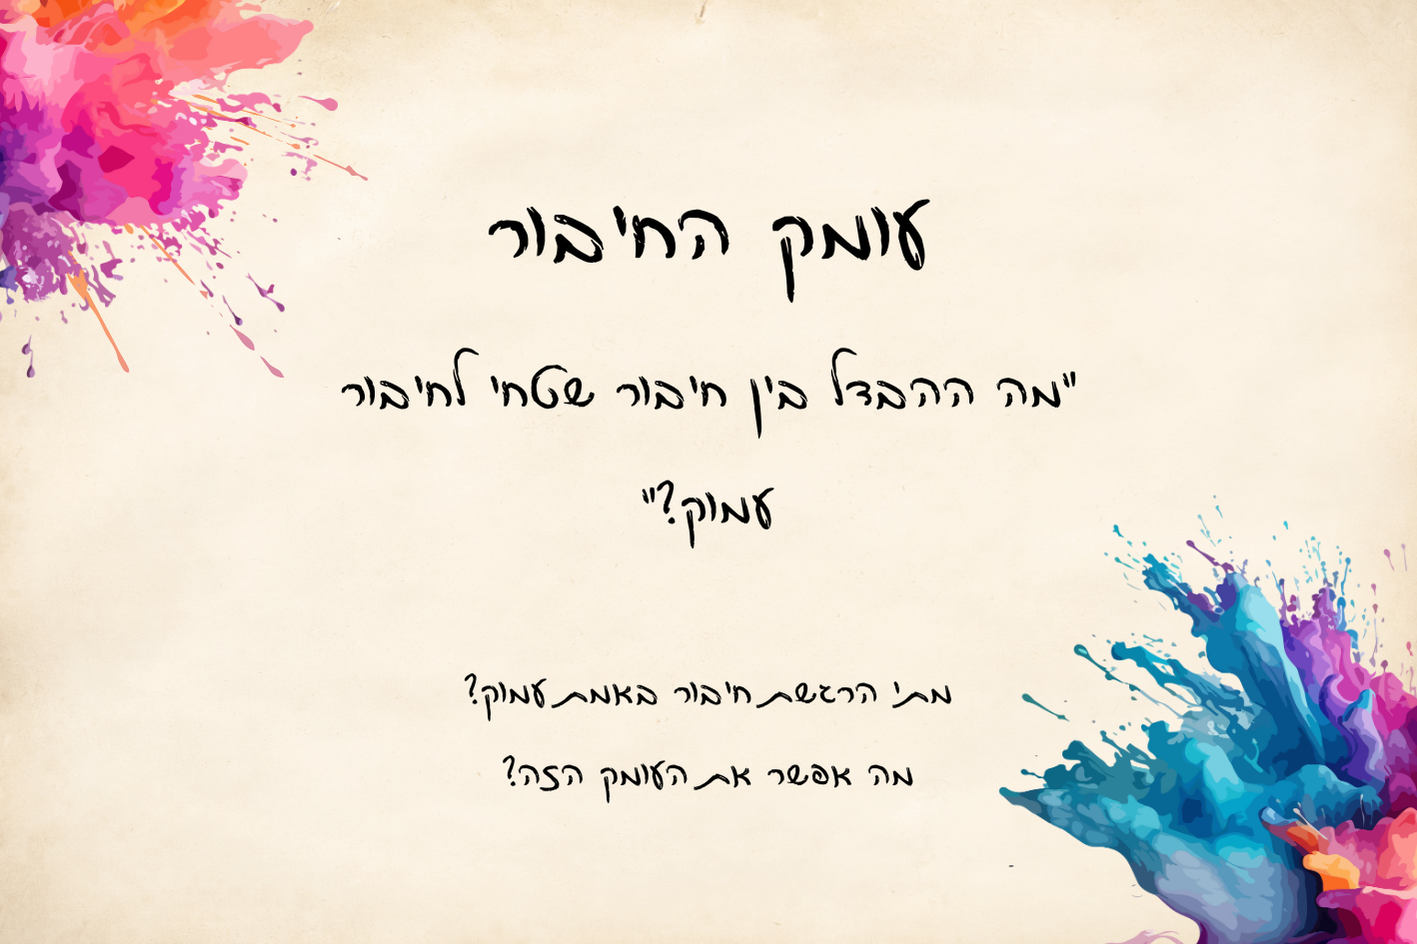 עומק החיבור
"מה ההבדל בין חיבור שטחי לחיבור
עמוק?"
מתי הרגשת חיבור באמת עמוק?
מה אפשר את העומק הזה?